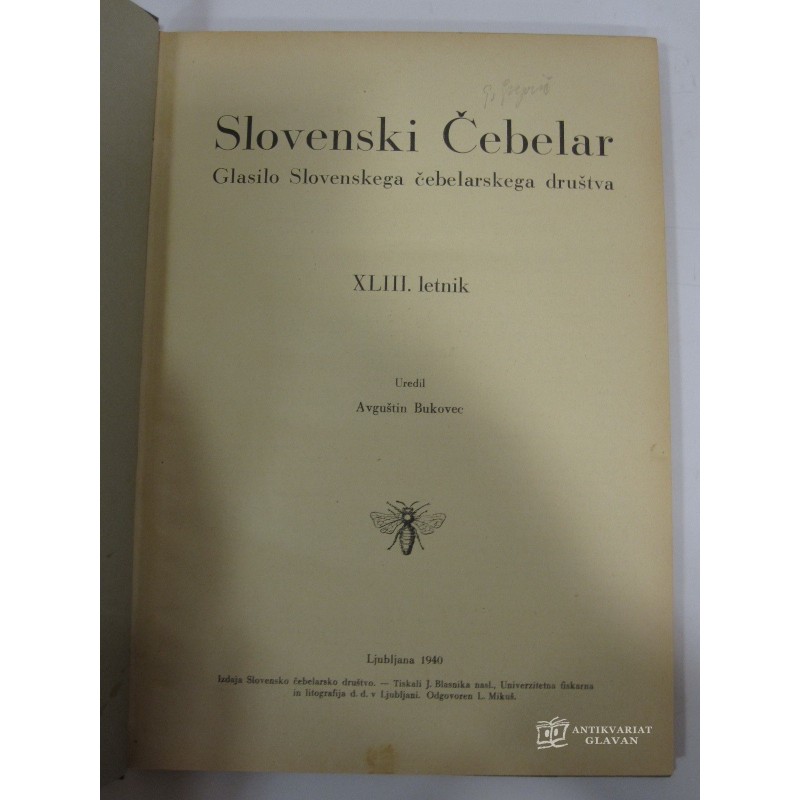 Slovenski Čebelar
Glasilo Slovenskega čebelarskega društva
XLIII. letnik
Uredil
Avguštin Bukovec
Ljubljana 1940
Izdaja Slovensko čebelarsko društvo. — Tiskali J. Blasnika nasl., Univerzitetna tiskarna
in litografija d. d. v Ljubljani. Odgovoren L. Mikuš.
ANTIKVARIAT
GLAVAN